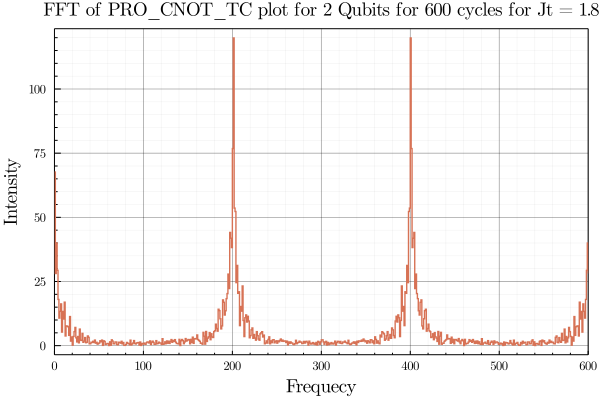 FFT of PRO_CNOT_TC plot for 2 Qubits for 600 cycles for Jt = 1.8
100
75
50
25
0
Intensity
0 100 200 300 400 500 600
Frequecy